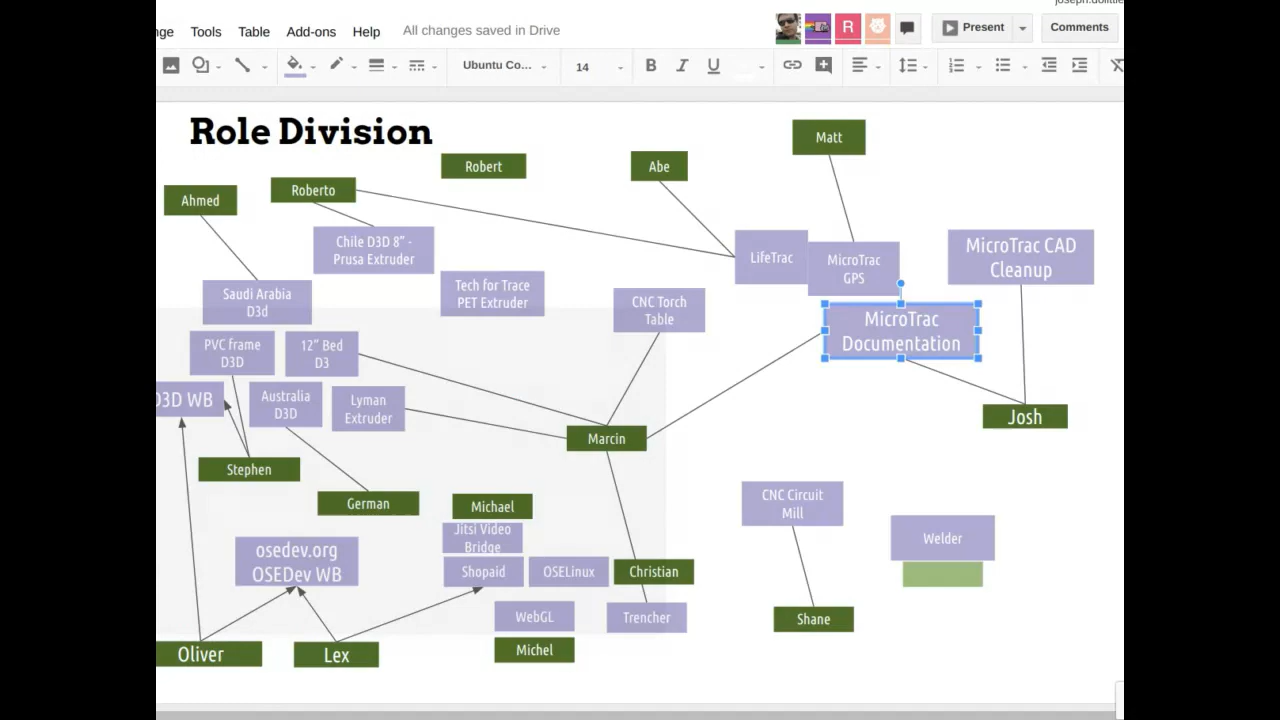 joseph.dolittle
nge Tools Table Add-ons Help All changes saved in Drive
R
Present
Comments
Ubuntu Co... 14 B I U
Role Division
Matt
Robert
Abe
Roberto
Ahmed
Chile D3D 8" -
Prusa Extruder
LifeTrac
MicroTrac
GPS
MicroTrac CAD
Cleanup
Saudi Arabia
D3d
Tech for Trace
PET Extruder
CNC Torch
Table
MicroTrac
Documentation
PVC frame
D3D
12" Bed
D3
D3D WB
Australia
D3D
Lyman
Extruder
Josh
Marcin
Stephen
German
Michael
CNC Circuit
Mill
Jitsi Video
Bridge
Welder
osedev.org
OSEDev WB
Shopaid
OSELinux
Christian
WebGL
Trencher
Shane
Oliver
Lex
Michel